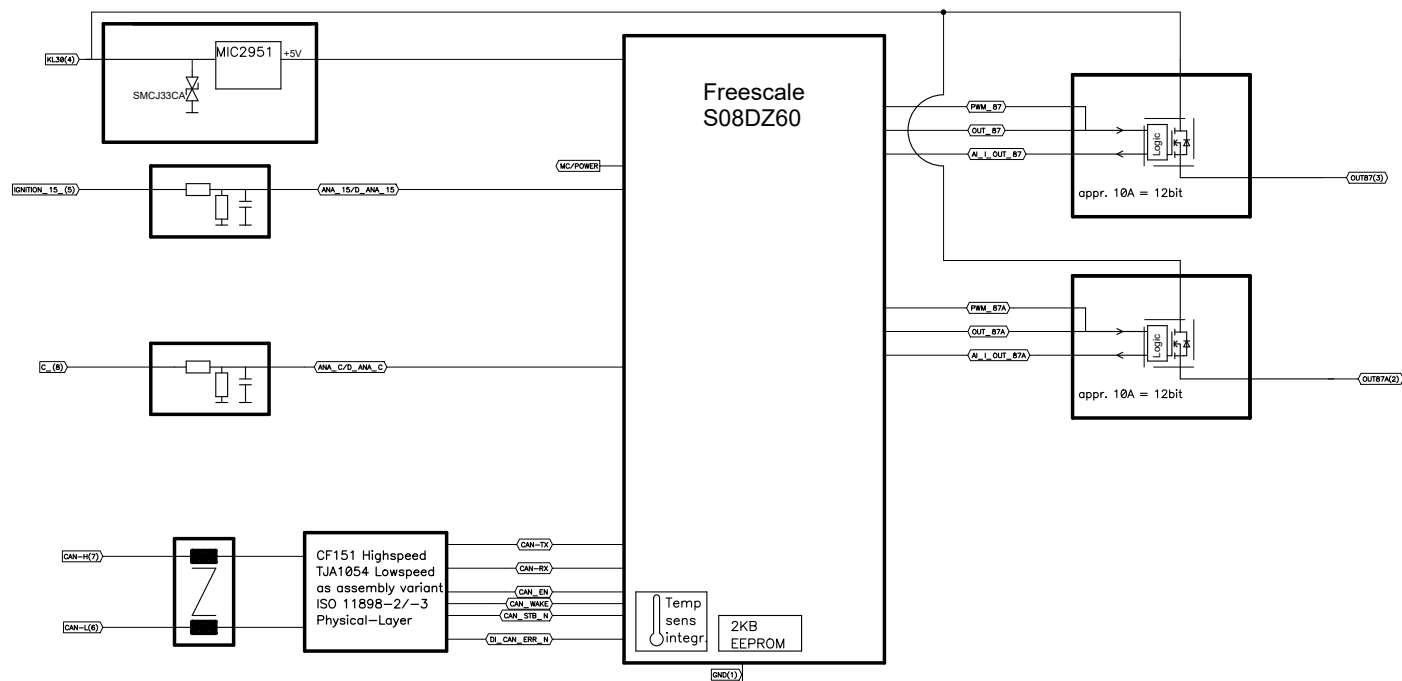 KL30(4)
MIC2951
+5V
SMCJ33CA
Freescale
S08DZ60
MC/POWER
IGNITION_15_(5)
ANA_15/D_ANA_15
C_(8)
ANA_C/D_ANA_C
CAN-H(7)
CAN-L(6)
CF151 Highspeed
TJA1054 Lowspeed
as assembly variant
ISO 11898-2/-3
Physical-Layer
CAN-TX
CAN-RX
CAN_EN
CAN_WAKE
CAN_STB_N
DI_CAN_ERR_N
Temp
sens
integr.
2KB
EEPROM
GND(1)
PWM_87
OUT_87
AI_I_OUT_87
Logic
appr. 10A = 12bit
OUT87(3)
PWM_87A
OUT_87A
AI_I_OUT_87A
Logic
appr. 10A = 12bit
OUT87A(2)